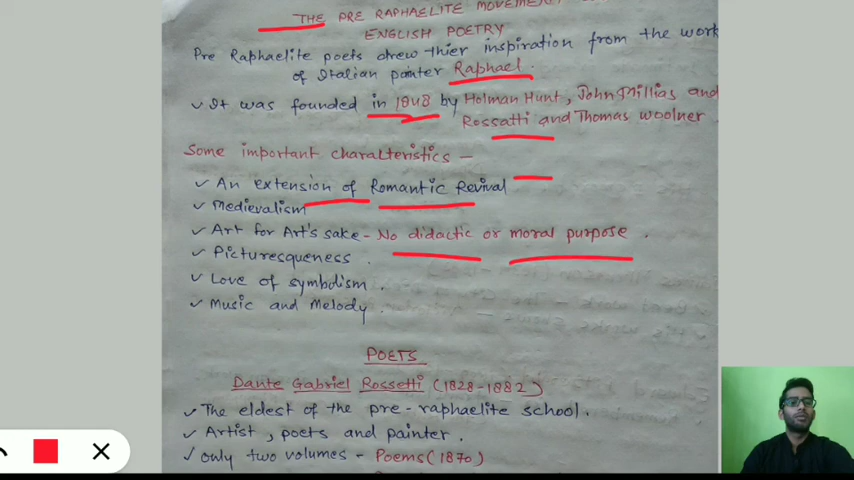 THE PRE RAPHAELITE MOVEMENT
ENGLISH POETRY
Pre Raphaelite poets drew thier inspiration from the work
of Italian painter Raphael.
✓ It was founded in 1848 by Holman Hunt, John Millias and
Rossatti and Thomas Woolner.
Some important characteristics —
✓ An extension of Romantic Revival
✓ Medievalism
✓ Art for Art's sake - No didactic or moral purpose.
✓ Picturesqueness.
✓ Love of symbolism.
✓ Music and Melody.
POETS
Dante Gabriel Rossetti (1828-1882)
✓ The eldest of the pre-raphaelite school.
✓ Artist, poets and painter.
✓ Only two volumes - Poems (1870)